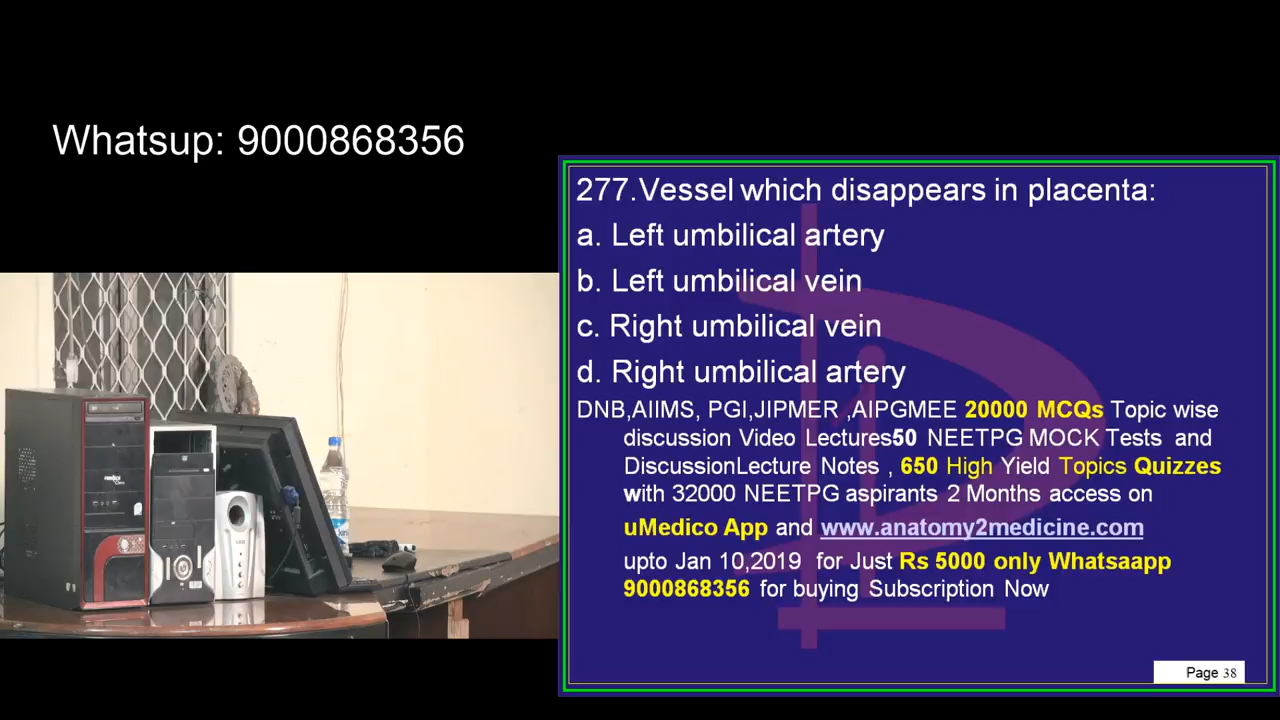 Whatsup: 9000868356
277.Vessel which disappears in placenta:
a. Left umbilical artery
b. Left umbilical vein
c. Right umbilical vein
d. Right umbilical artery
DNB,AIIMS, PGI,JIPMER ,AIPGMEE 20000 MCQs Topic wise
discussion Video Lectures50 NEETPG MOCK Tests and
DiscussionLecture Notes , 650 High Yield Topics Quizzes
with 32000 NEETPG aspirants 2 Months access on
uMedico App and www.anatomy2medicine.com
upto Jan 10,2019 for Just Rs 5000 only Whatsaapp
9000868356 for buying Subscription Now
Page 38